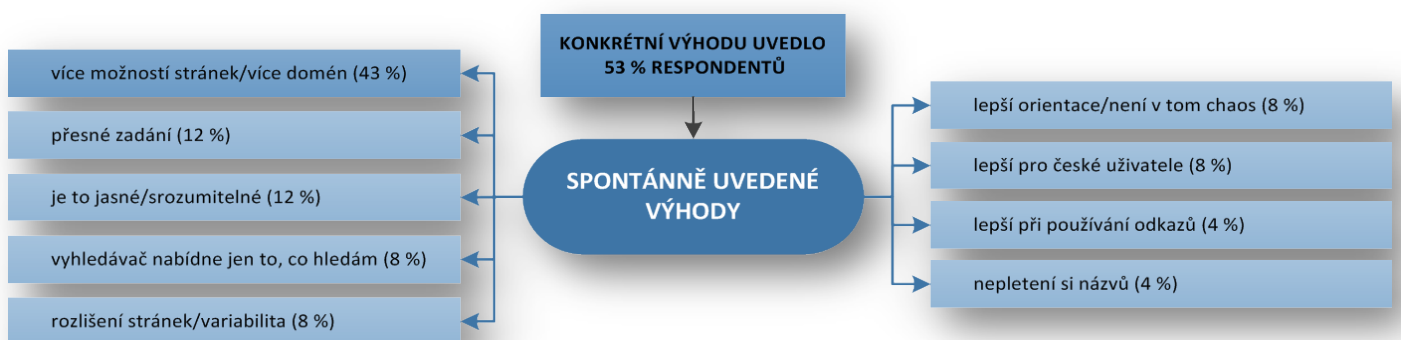 KONKRÉTNÍ VÝHODU UVEDLO
53 % RESPONDENTŮ
SPONTÁNNĚ UVEDENÉ
VÝHODY
více možností stránek/více domén (43 %)
přesné zadání (12 %)
je to jasné/srozumitelné (12 %)
vyhledávač nabídne jen to, co hledám (8 %)
rozlišení stránek/variabilita (8 %)
lepší orientace/není v tom chaos (8 %)
lepší pro české uživatele (8 %)
lepší při používání odkazů (4 %)
nepletení si názvů (4 %)